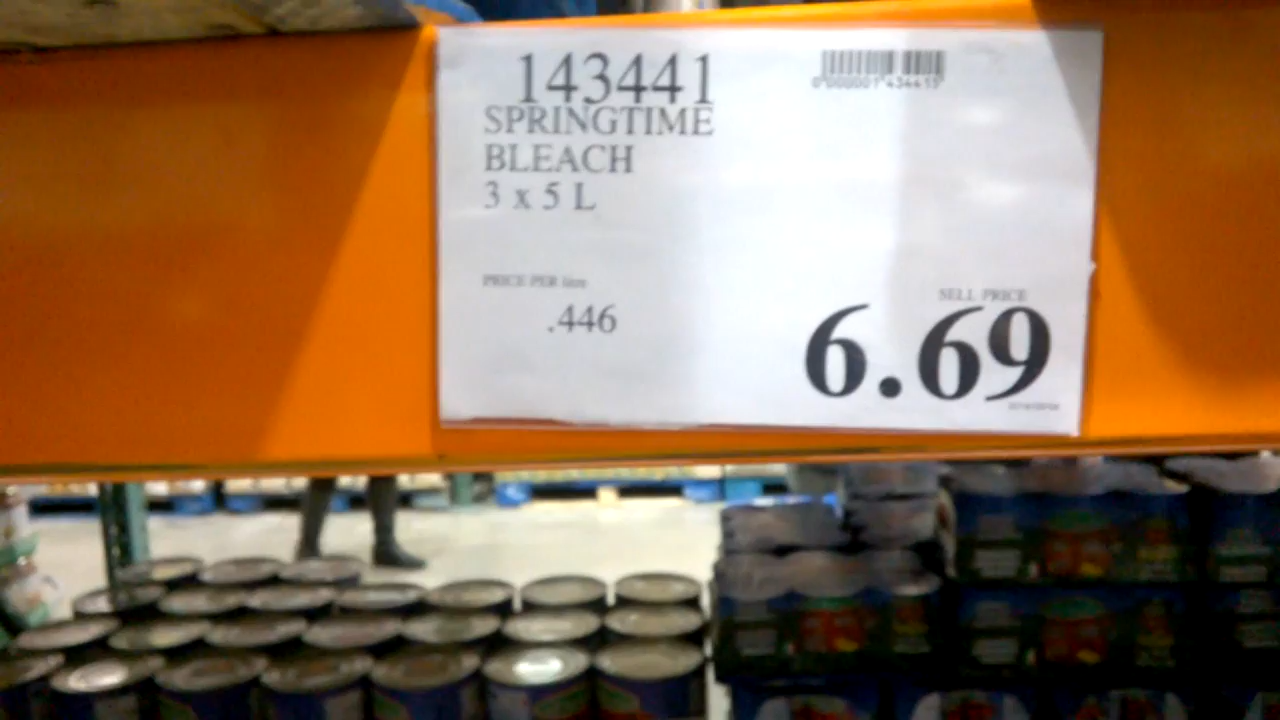 143441
SPRINGTIME
BLEACH
3 x 5 L
PRICE PER litre
.446
SELL PRICE
6.69